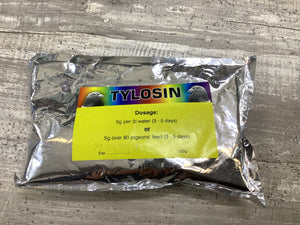 TYLOSIN
Dosage:
5g per 2l water (3 - 5 days)
or
5g over 80 pigeons' feed (3 - 5 days)
Exp
100g